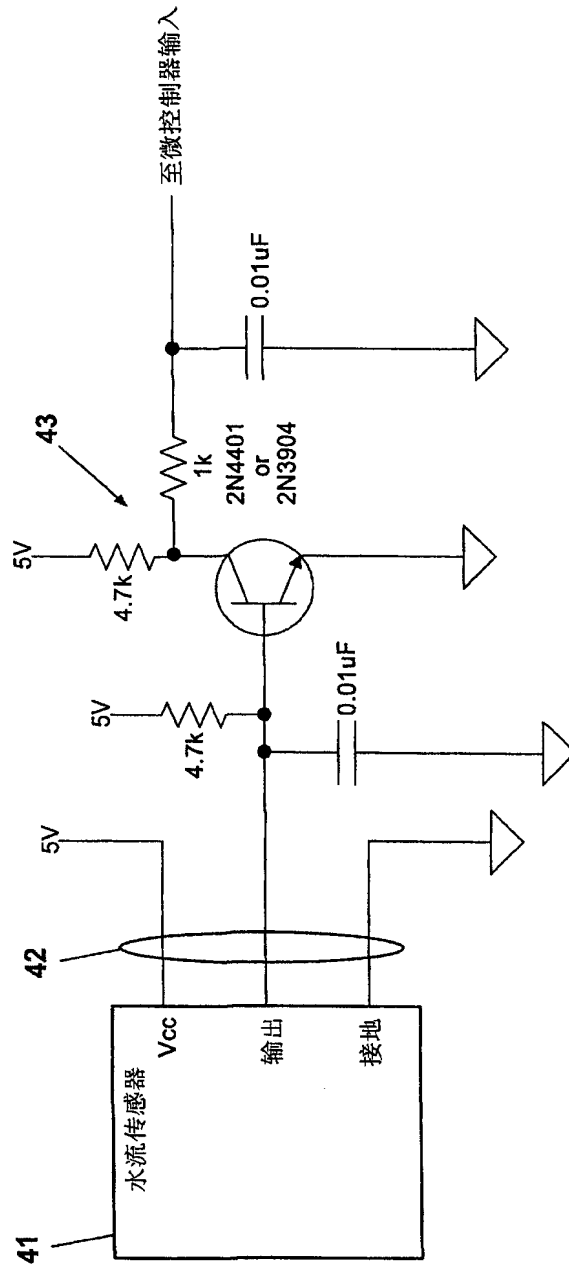 41
水流传感器
Vcc
输出
接地
42
5V
5V
4.7k
0.01uF
5V
4.7k
43
1k
2N4401
or
2N3904
0.01uF
至微控制器输入